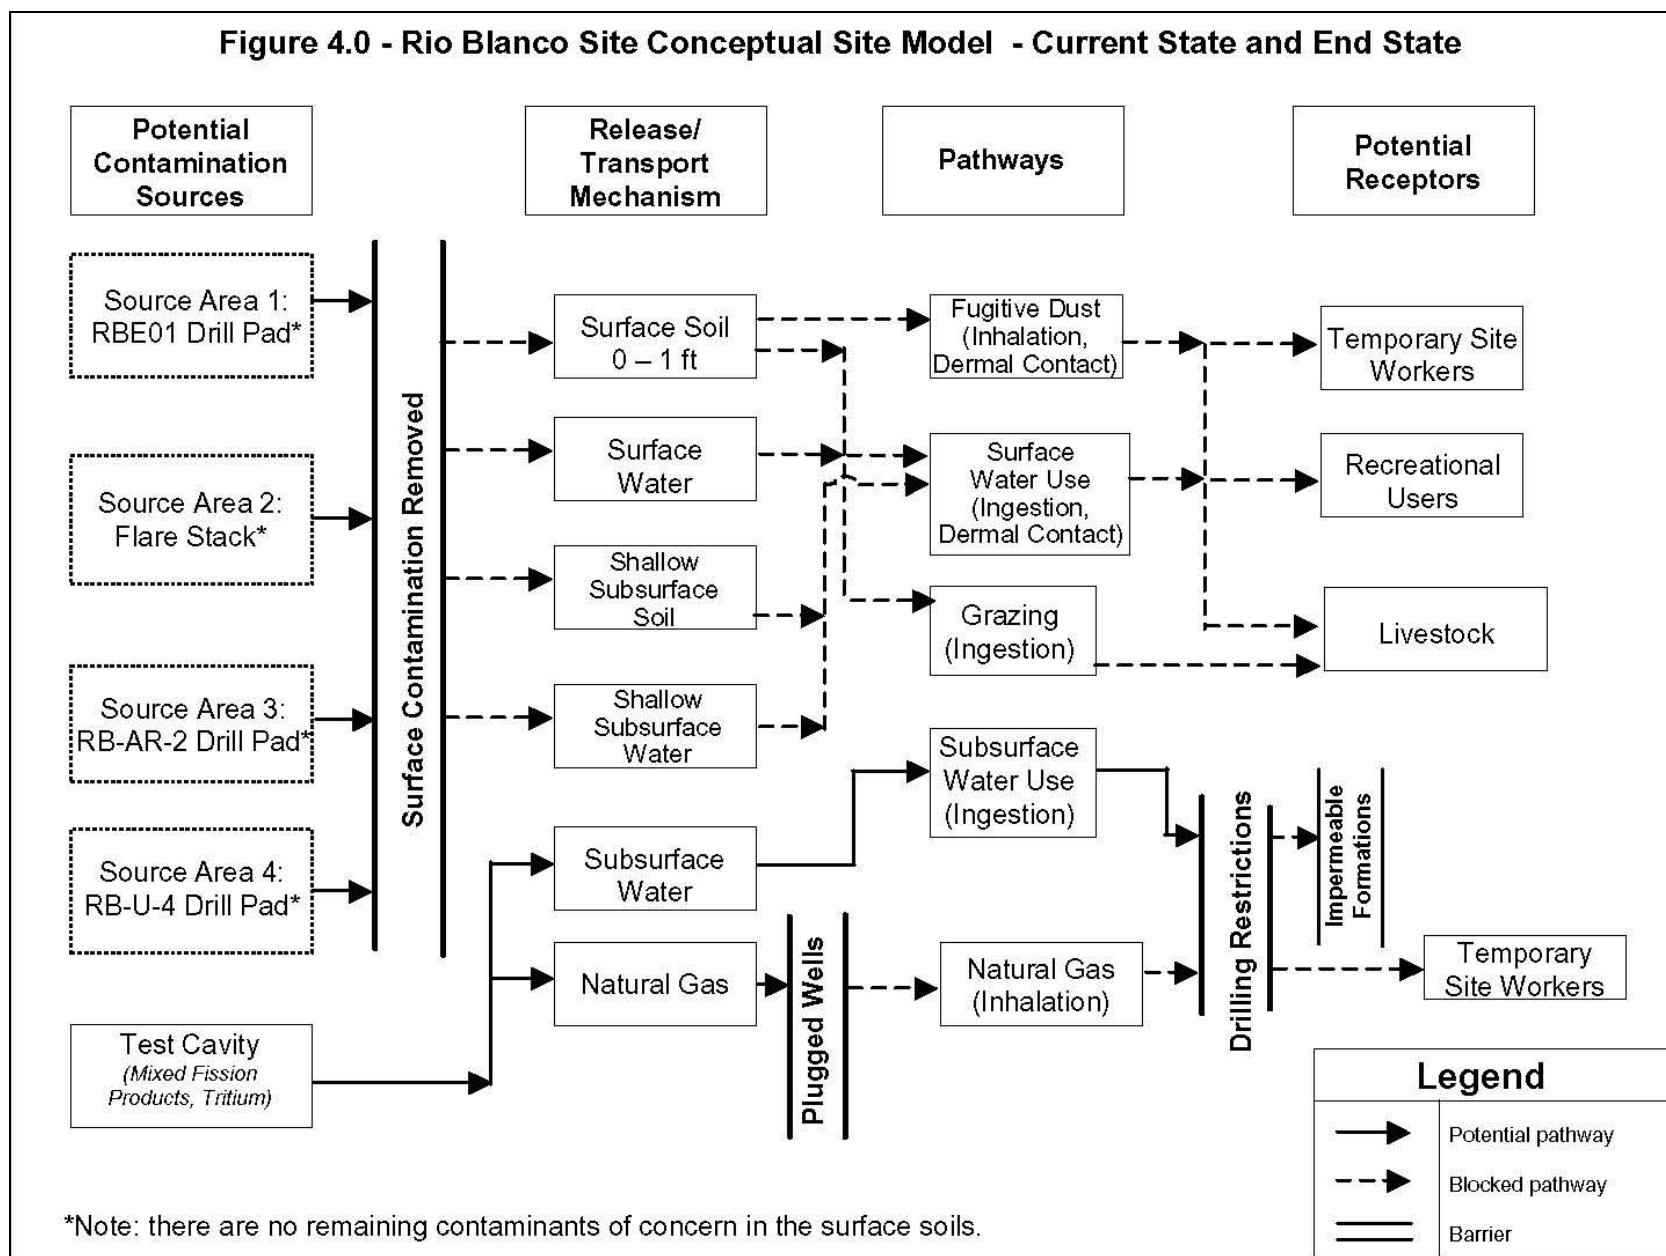 Figure 4.0 - Rio Blanco Site Conceptual Site Model - Current State and End State
Potential
Contamination
Sources
Release/
Transport
Mechanism
Pathways
Potential
Receptors
Source Area 1:
RBE01 Drill Pad*
Source Area 2:
Flare Stack*
Source Area 3:
RB-AR-2 Drill Pad*
Source Area 4:
RB-U-4 Drill Pad*
Test Cavity
(Mixed Fission
Products, Tritium)
Surface Contamination Removed
Surface Soil
0 – 1 ft
Surface
Water
Shallow
Subsurface
Soil
Shallow
Subsurface
Water
Subsurface
Water
Natural Gas
Plugged Wells
Fugitive Dust
(Inhalation,
Dermal Contact)
Surface
Water Use
(Ingestion,
Dermal Contact)
Grazing
(Ingestion)
Subsurface
Water Use
(Ingestion)
Natural Gas
(Inhalation)
Drilling Restrictions
Impermeable
Formations
Temporary Site
Workers
Recreational
Users
Livestock
Temporary
Site Workers
Legend
Potential pathway
Blocked pathway
Barrier
*Note: there are no remaining contaminants of concern in the surface soils.